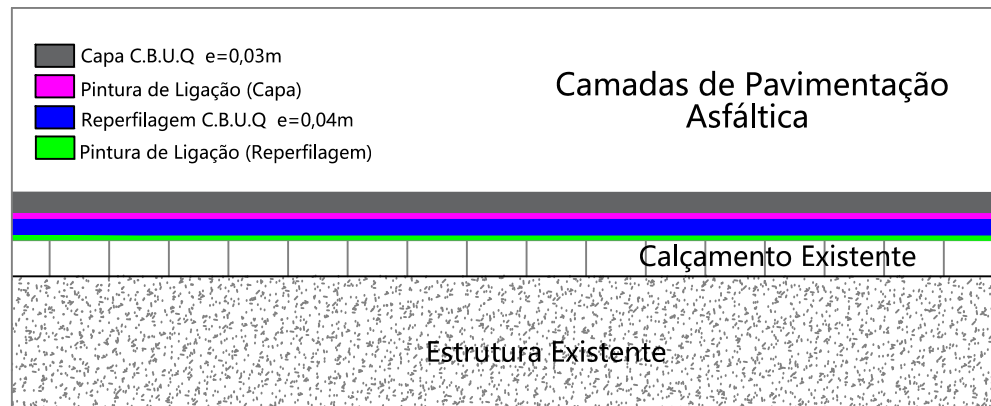 Capa C.B.U.Q e=0,03m
Pintura de Ligação (Capa)
Reperfilagem C.B.U.Q e=0,04m
Pintura de Ligação (Reperfilagem)
Camadas de Pavimentação
Asfáltica
Calçamento Existente
Estrutura Existente